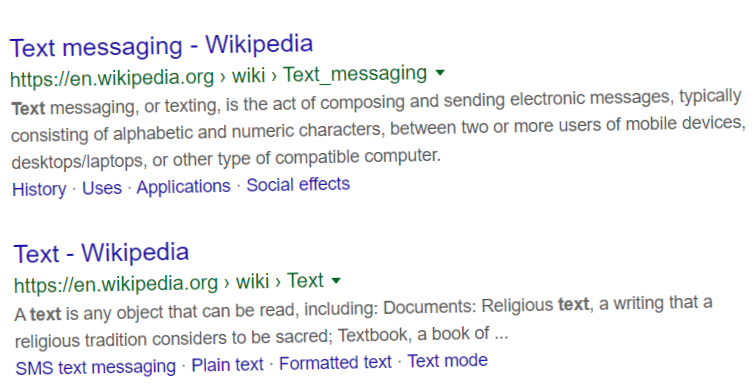 Text messaging - Wikipedia
https://en.wikipedia.org › wiki › Text_messaging
Text messaging, or texting, is the act of composing and sending electronic messages, typically
consisting of alphabetic and numeric characters, between two or more users of mobile devices,
desktops/laptops, or other type of compatible computer.
History · Uses · Applications · Social effects
Text - Wikipedia
https://en.wikipedia.org › wiki › Text
A text is any object that can be read, including: Documents: Religious text, a writing that a
religious tradition considers to be sacred; Textbook, a book of ...
SMS text messaging · Plain text · Formatted text · Text mode